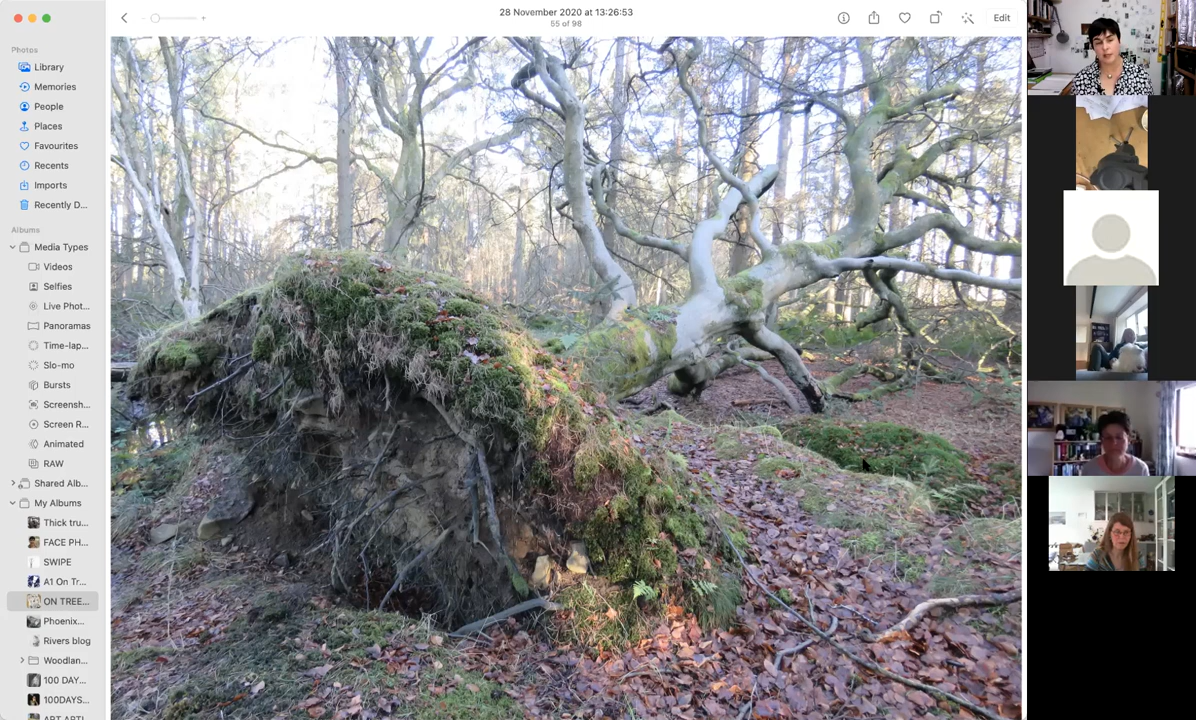 28 November 2020 at 13:26:53
55 of 98
Edit
Photos
Library
Memories
People
Places
Favourites
Recents
Imports
Recently D...
Albums
Media Types
Videos
Selfies
Live Phot...
Panoramas
Time-lap...
Slo-mo
Bursts
Screensh...
Screen R...
Animated
RAW
Shared Alb...
My Albums
Thick tru...
FACE PH...
SWIPE
A1 On Tr...
ON TREE...
Phoenix...
Rivers blog
Woodlan...
100 DAY...
100DAYS...